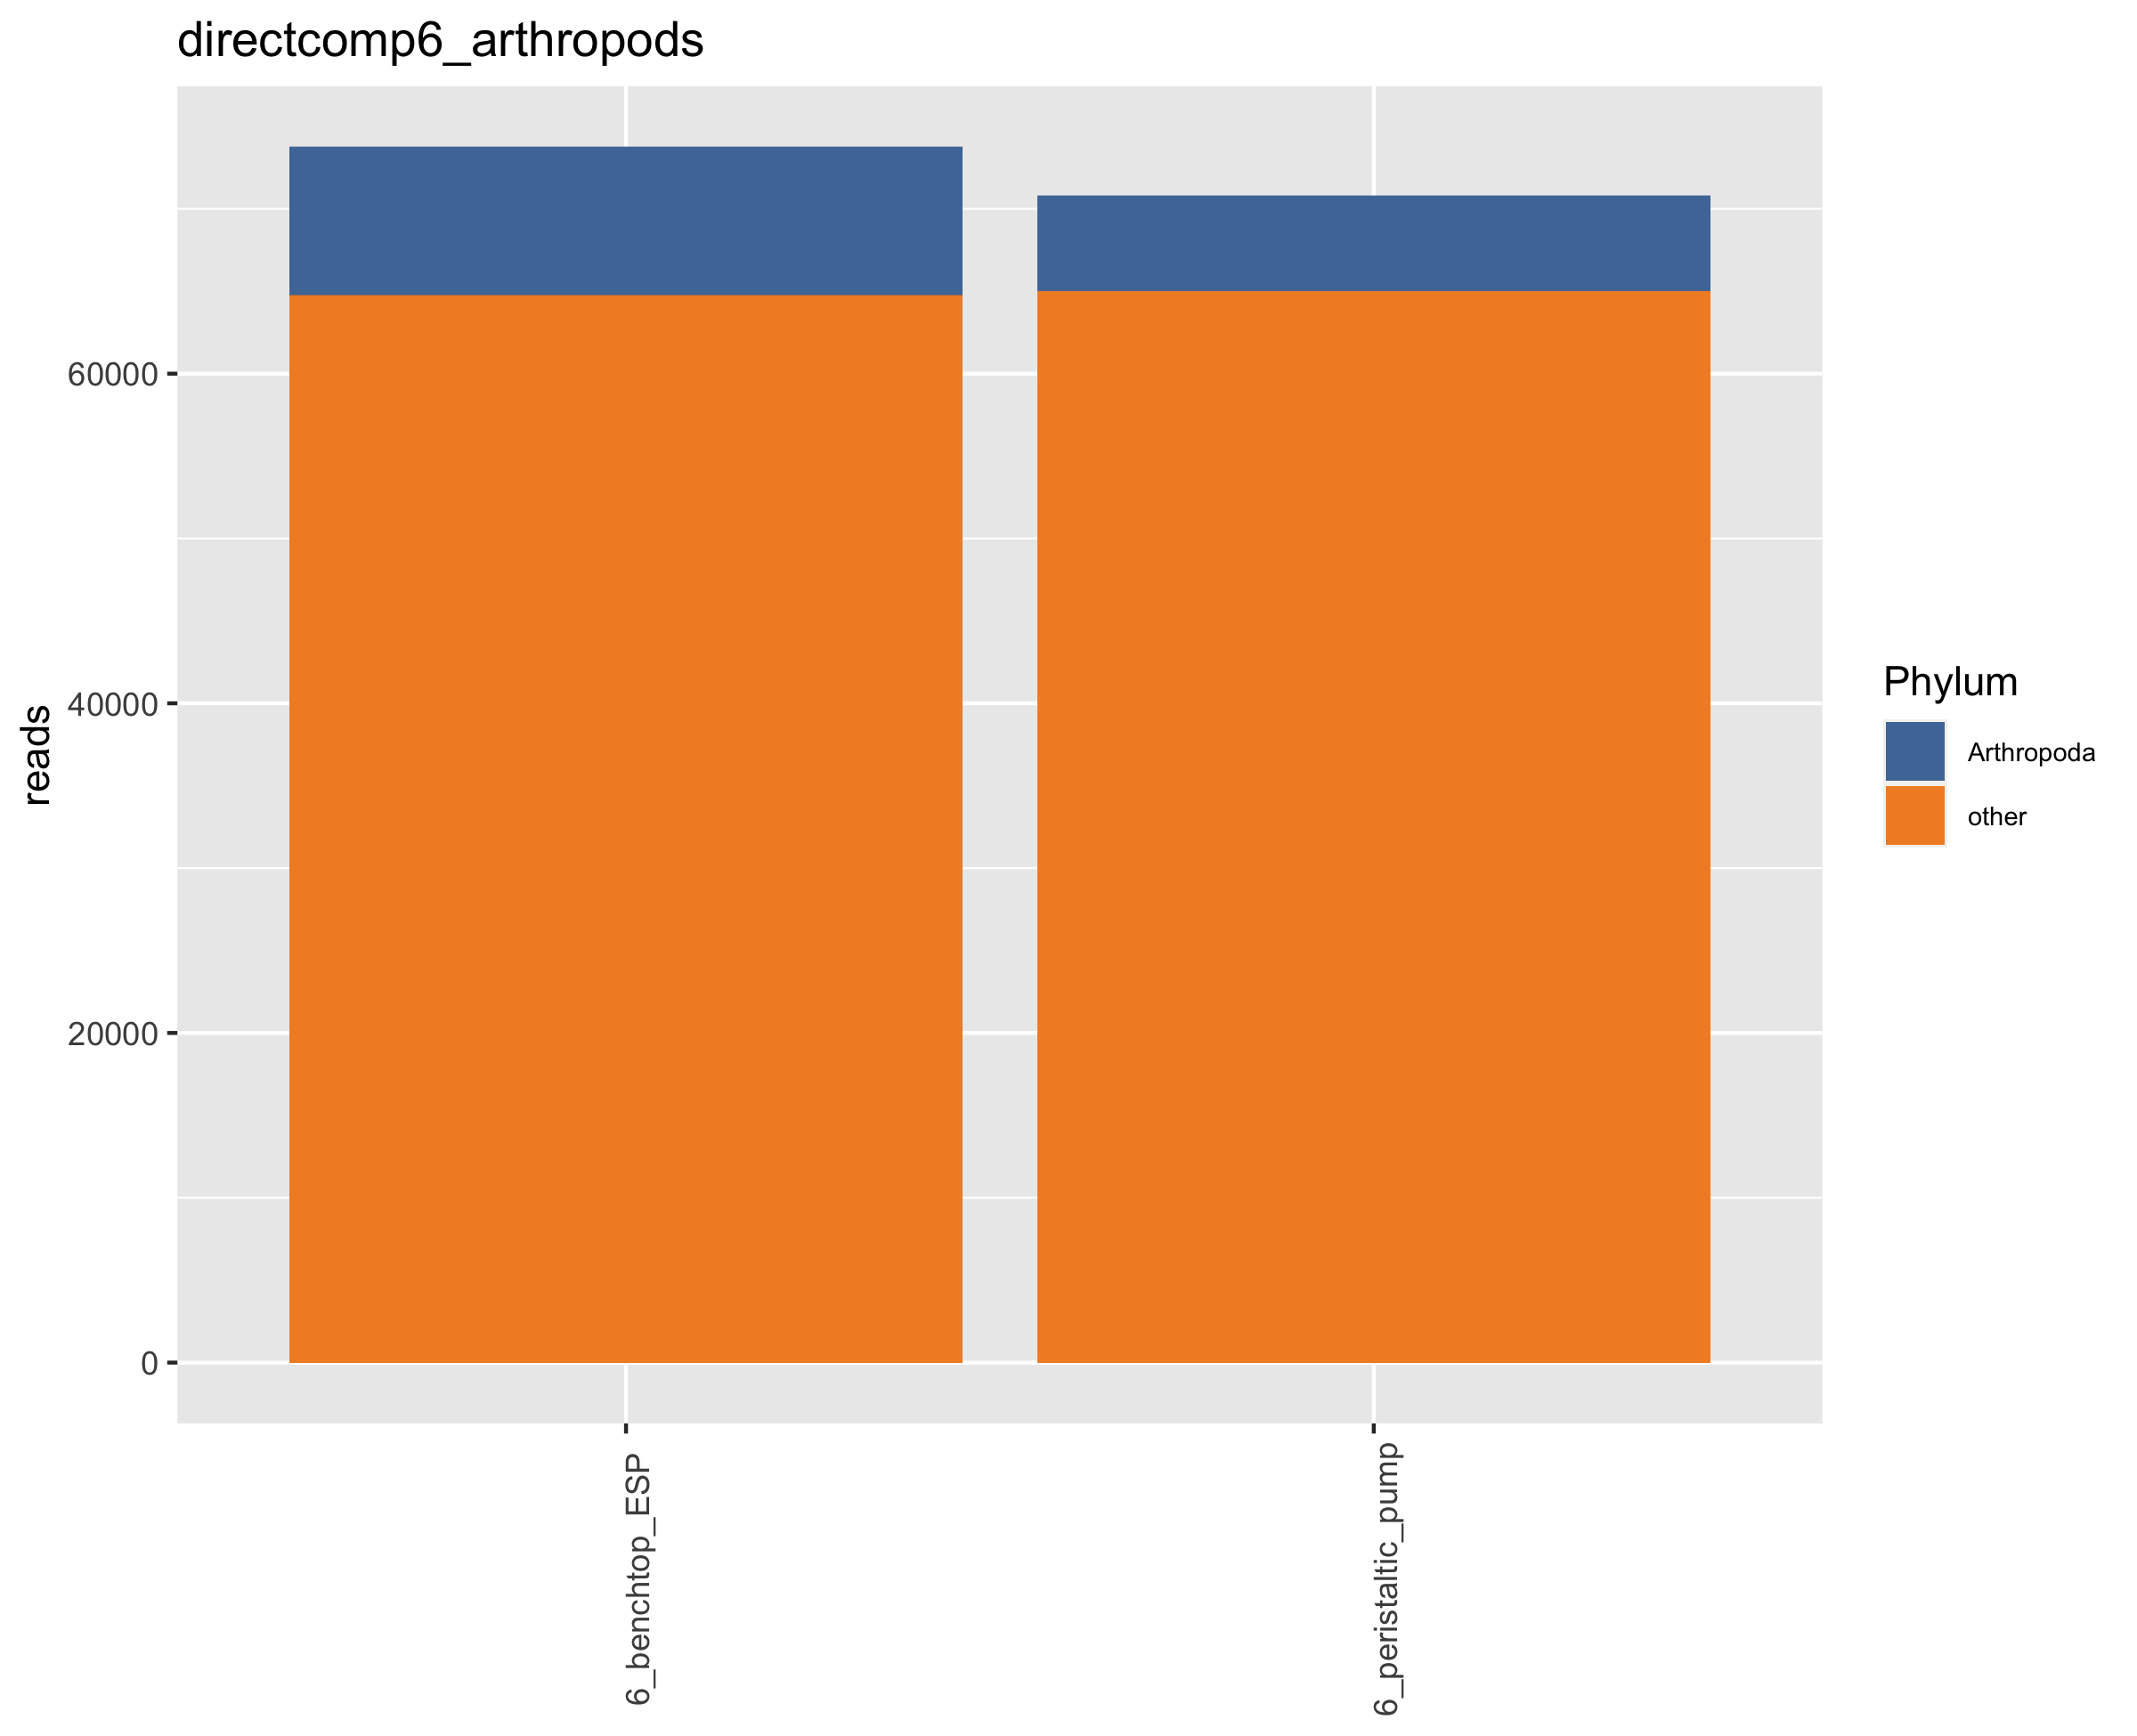 directcomp6_arthropods
reads
60000
40000
20000
0
6_benchtop_ESP
6_peristaltic_pump
Phylum
Arthropoda
other